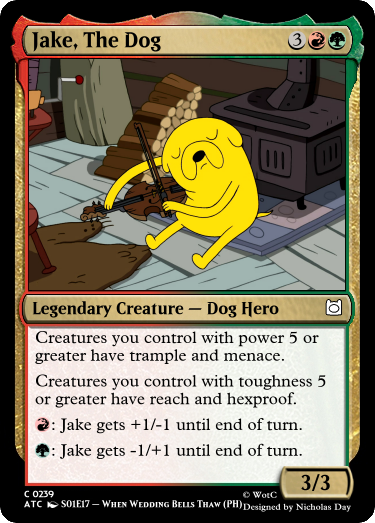 Jake, The Dog 3
Legendary Creature — Dog Hero
Creatures you control with power 5 or
greater have trample and menace.
Creatures you control with toughness 5
or greater have reach and hexproof.
: Jake gets +1/-1 until end of turn.
: Jake gets -1/+1 until end of turn.
3/3
C 0239 © WotC
ATC S01E17 – When Wedding Bells Thaw (PH) Designed by Nicholas Day